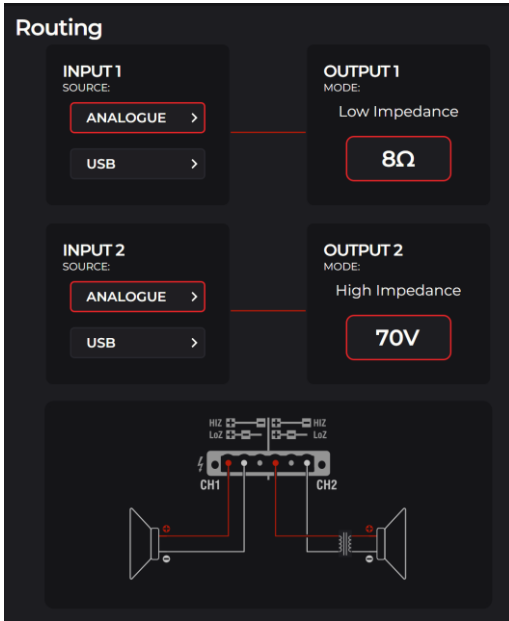 Routing
INPUT 1
SOURCE:
ANALOGUE >
USB >
OUTPUT 1
MODE:
Low Impedance
8Ω
INPUT 2
SOURCE:
ANALOGUE >
USB >
OUTPUT 2
MODE:
High Impedance
70V
HIZ + - + - HIZ
LoZ + - + - LoZ
CH1 CH2
+ +
- -